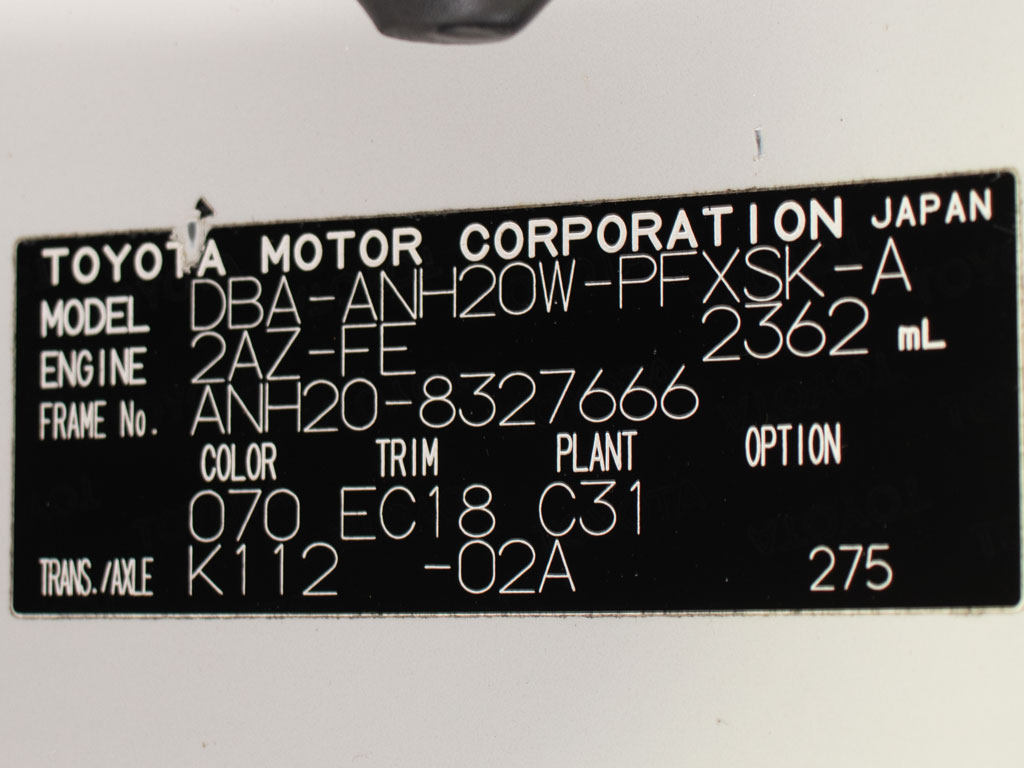 TOYOTA MOTOR CORPORATION JAPAN
MODEL DBA-ANH20W-PFXSK-A
ENGINE 2AZ-FE 2362 mL
FRAME No. ANH20-8327666
COLOR TRIM PLANT OPTION
070 EC18 C31
TRANS./AXLE K112 -02A 275